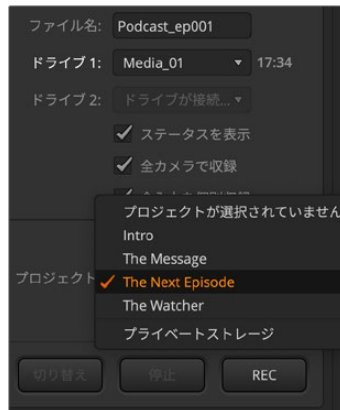 ファイル名: Podcast_ep001
ドライブ 1: Media_01 17:34
ドライブ 2: ドライブが接続...
ステータスを表示
全カメラで収録
プロジェクトが選択されていません
Intro
The Message
プロジェクト The Next Episode
The Watcher
プライベートストレージ
切り替え 停止 REC